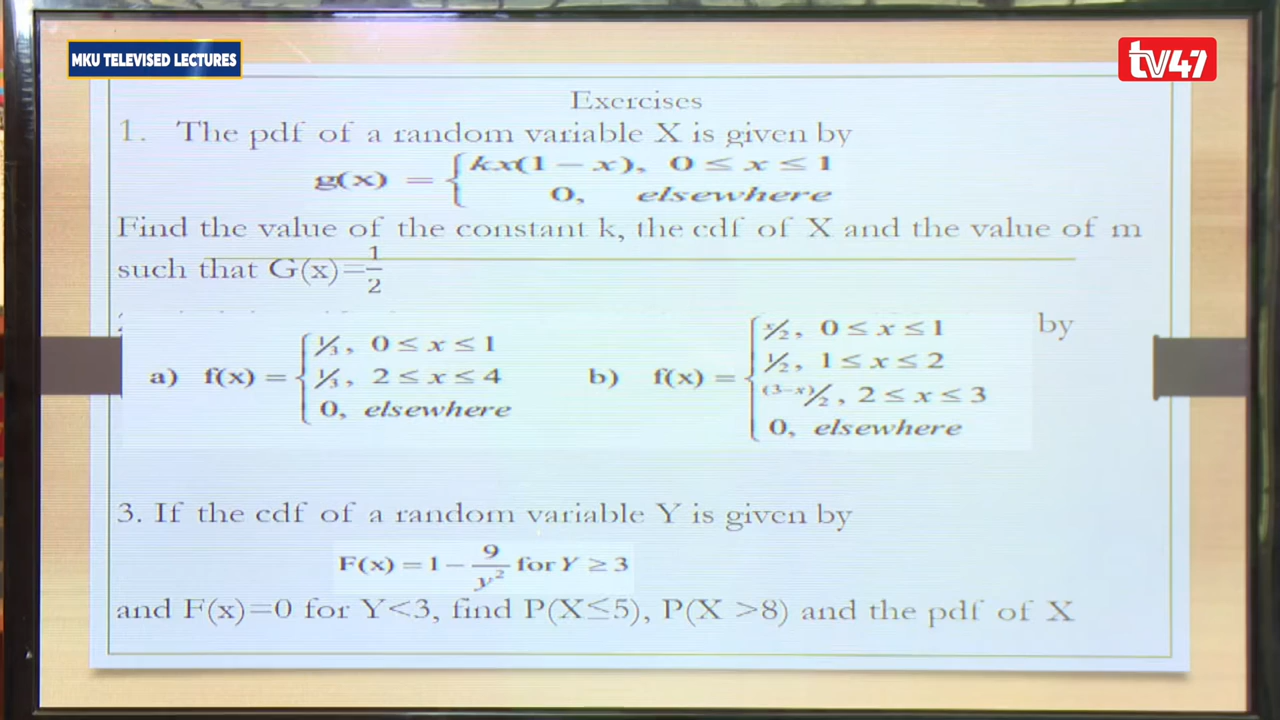 MKU TELEVISED LECTURES
tv47
Exercises
1. The pdf of a random variable X is given by
g(x) = { kx(1 − x), 0 ≤ x ≤ 1
0, elsewhere
Find the value of the constant k, the cdf of X and the value of m
such that G(x)=1/2
by
a) f(x) = { 1/3, 0 ≤ x ≤ 1
1/3, 2 ≤ x ≤ 4
0, elsewhere
b) f(x) = { x/2, 0 ≤ x ≤ 1
1/2, 1 ≤ x ≤ 2
(3−x)/2, 2 ≤ x ≤ 3
0, elsewhere
3. If the cdf of a random variable Y is given by
F(x) = 1 − 9/y² for Y ≥ 3
and F(x)=0 for Y<3, find P(X≤5), P(X >8) and the pdf of X